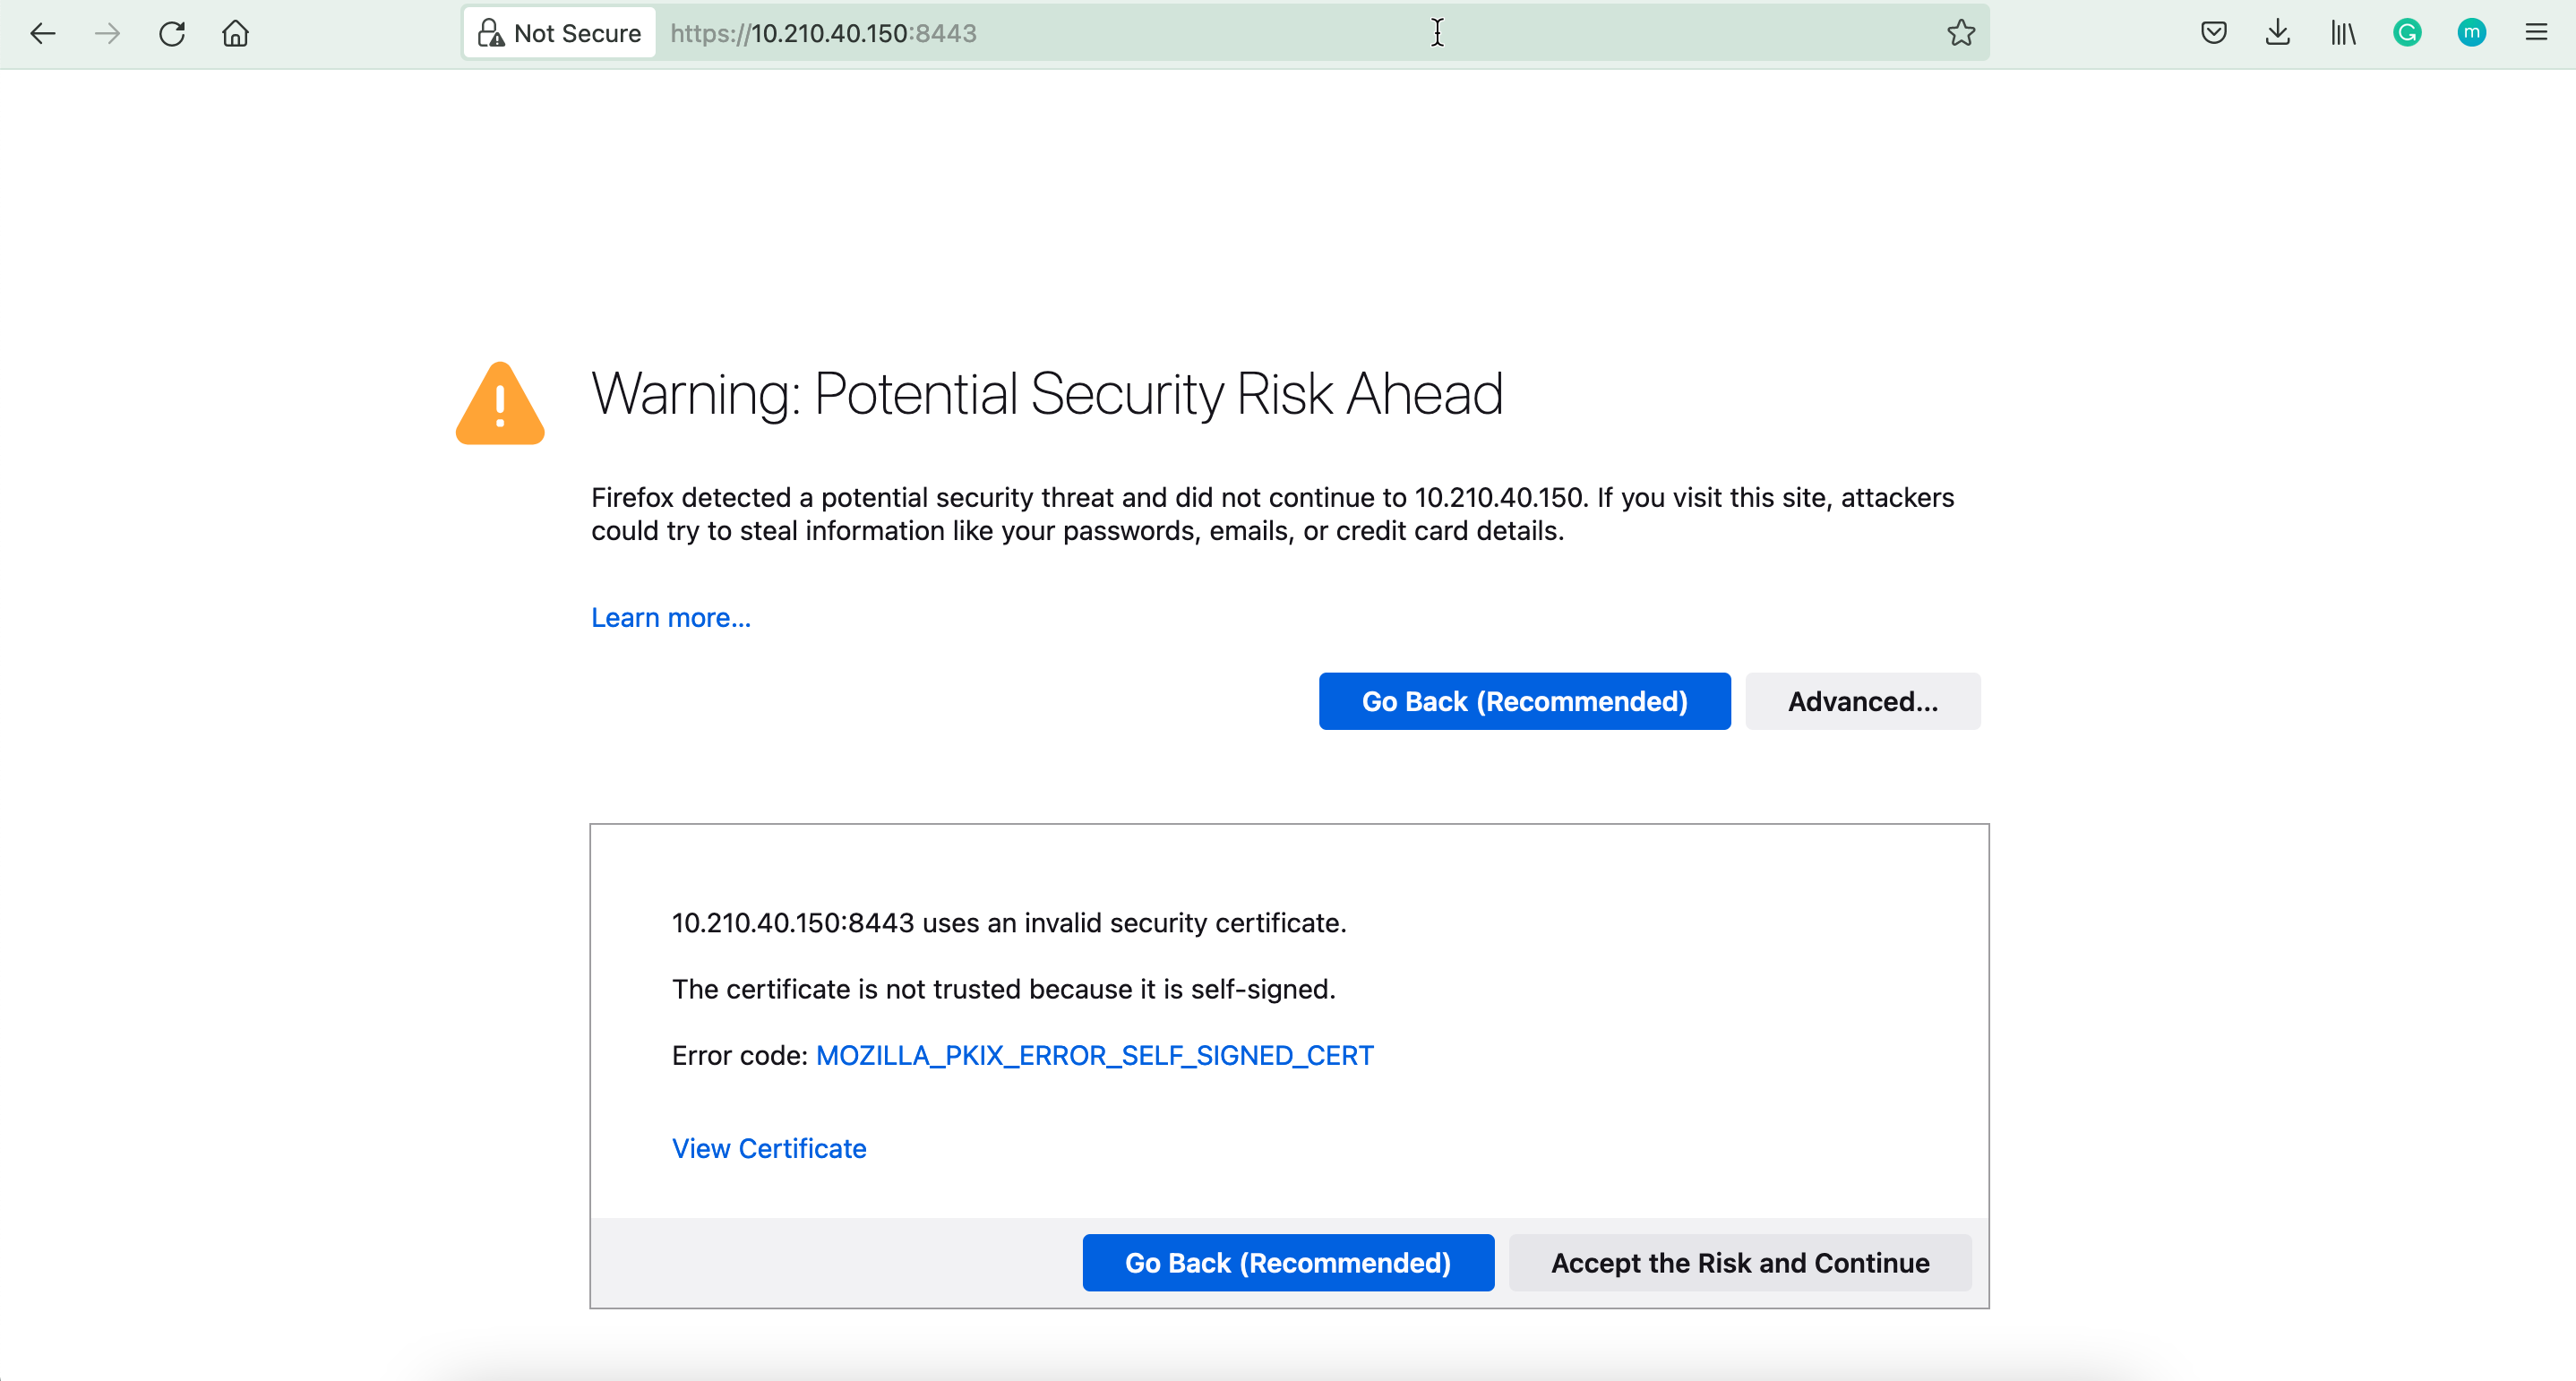 Not Secure https://10.210.40.150:8443
G m
Warning: Potential Security Risk Ahead
Firefox detected a potential security threat and did not continue to 10.210.40.150. If you visit this site, attackers
could try to steal information like your passwords, emails, or credit card details.
Learn more...
Go Back (Recommended) Advanced...
10.210.40.150:8443 uses an invalid security certificate.
The certificate is not trusted because it is self-signed.
Error code: MOZILLA_PKIX_ERROR_SELF_SIGNED_CERT
View Certificate
Go Back (Recommended) Accept the Risk and Continue